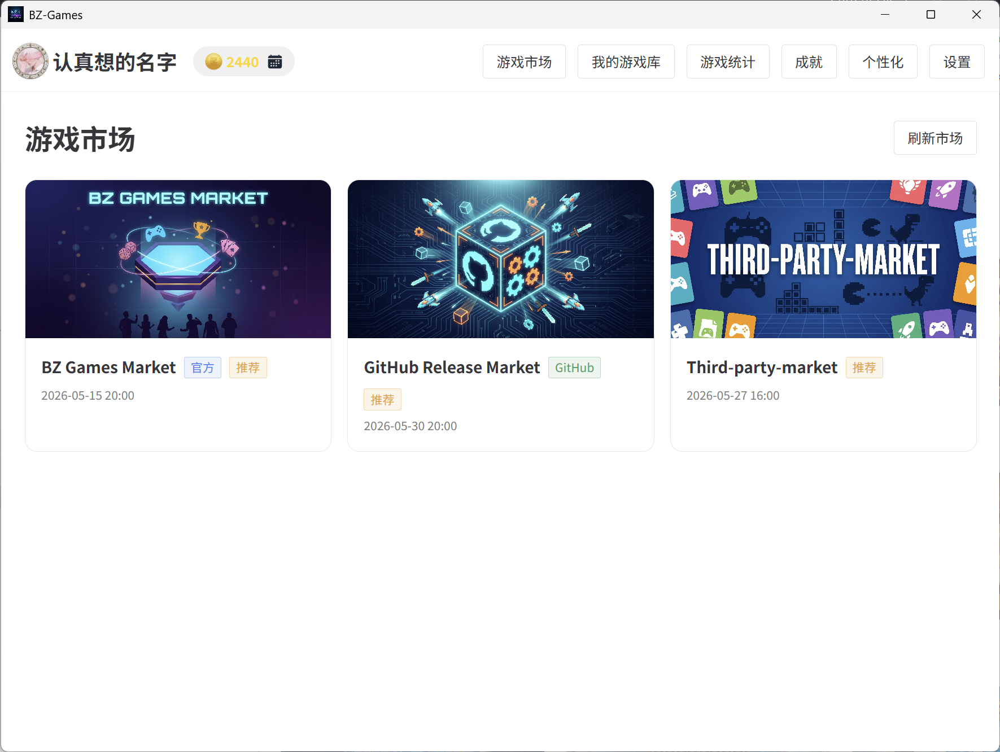 BZ-Games
认真想的名字
2440
游戏市场
我的游戏库
游戏统计
成就
个性化
设置
游戏市场
刷新市场
BZ GAMES MARKET
THIRD-PARTY-MARKET
BZ Games Market 官方 推荐
2026-05-15 20:00
GitHub Release Market GitHub
推荐
2026-05-30 20:00
Third-party-market 推荐
2026-05-27 16:00